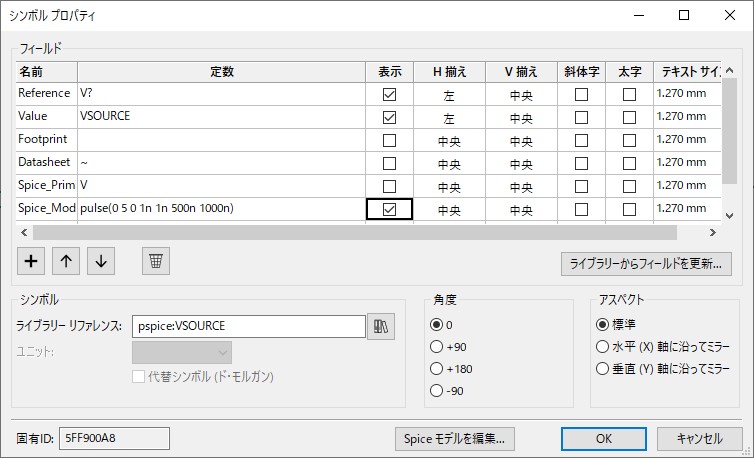 シンボル プロパティ
フィールド
名前 定数 表示 H 揃え V 揃え 斜体字 太字 テキスト サイ
Reference V? 左 中央 1.270 mm
Value VSOURCE 左 中央 1.270 mm
Footprint 中央 中央 1.270 mm
Datasheet ~ 中央 中央 1.270 mm
Spice_Prim V 中央 中央 1.270 mm
Spice_Mod pulse(0 5 0 1n 1n 500n 1000n) 中央 中央 1.270 mm
ライブラリーからフィールドを更新...
シンボル
ライブラリー リファレンス: pspice:VSOURCE
ユニット:
代替シンボル (ド・モルガン)
角度
0
+90
+180
-90
アスペクト
標準
水平 (X) 軸に沿ってミラー
垂直 (Y) 軸に沿ってミラー
固有ID: 5FF900A8
Spice モデルを編集...
OK
キャンセル